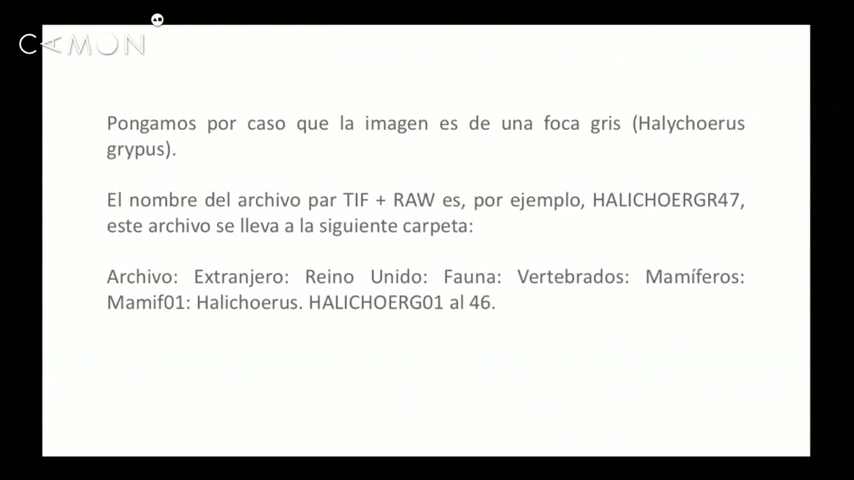 CAMON
Pongamos por caso que la imagen es de una foca gris (Halychoerus
grypus).
El nombre del archivo par TIF + RAW es, por ejemplo, HALICHOERGR47,
este archivo se lleva a la siguiente carpeta:
Archivo: Extranjero: Reino Unido: Fauna: Vertebrados: Mamíferos:
Mamif01: Halichoerus. HALICHOERG01 al 46.